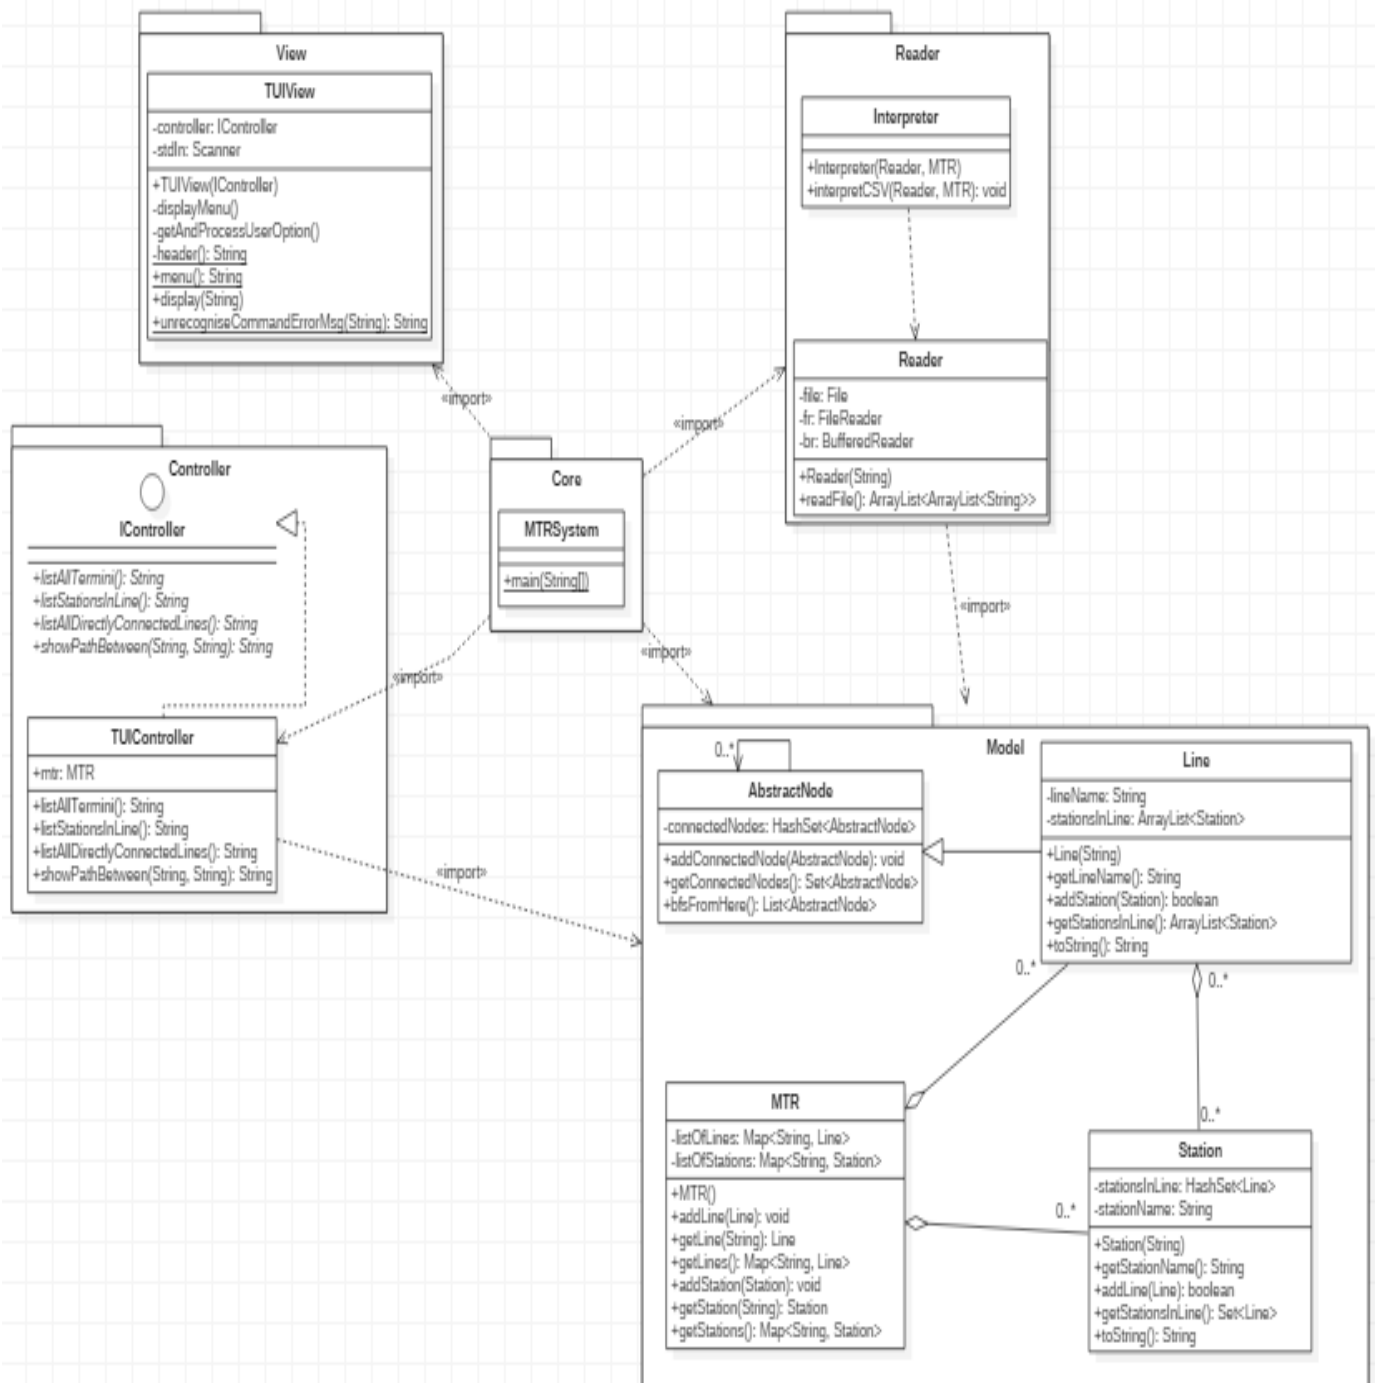 View
TUIView
-controller: IController
-stdIn: Scanner
+TUIView(IController)
-displayMenu()
-getAndProcessUserOption()
-header(): String
+menu(): String
+display(String)
+unrecogniseCommandErrorMsg(String): String
Reader
Interpreter
+Interpreter(Reader, MTR)
+interpretCSV(Reader, MTR): void
Reader
-file: File
-fr: FileReader
-br: BufferedReader
+Reader(String)
+readFile(): ArrayList<ArrayList<String>>
«import»
«import»
Controller
IController
+listAllTermini(): String
+listStationsInLine(): String
+listAllDirectlyConnectedLines(): String
+showPathBetween(String, String): String
TUIController
+mtr: MTR
+listAllTermini(): String
+listStationsInLine(): String
+listAllDirectlyConnectedLines(): String
+showPathBetween(String, String): String
Core
MTRSystem
+main(String[])
«import»
«import»
«import»
«import»
Model
0..*
AbstractNode
-connectedNodes: HashSet<AbstractNode>
+addConnectedNode(AbstractNode): void
+getConnectedNodes(): Set<AbstractNode>
+bfsFromHere(): List<AbstractNode>
Line
-lineName: String
-stationsInLine: ArrayList<Station>
+Line(String)
+getLineName(): String
+addStation(Station): boolean
+getStationsInLine(): ArrayList<Station>
+toString(): String
0..*
0..*
MTR
-listOfLines: Map<String, Line>
-listOfStations: Map<String, Station>
+MTR()
+addLine(Line): void
+getLine(String): Line
+getLines(): Map<String, Line>
+addStation(Station): void
+getStation(String): Station
+getStations(): Map<String, Station>
0..*
0..*
Station
-stationsInLine: HashSet<Line>
-stationName: String
+Station(String)
+getStationName(): String
+addLine(Line): boolean
+getStationsInLine(): Set<Line>
+toString(): String